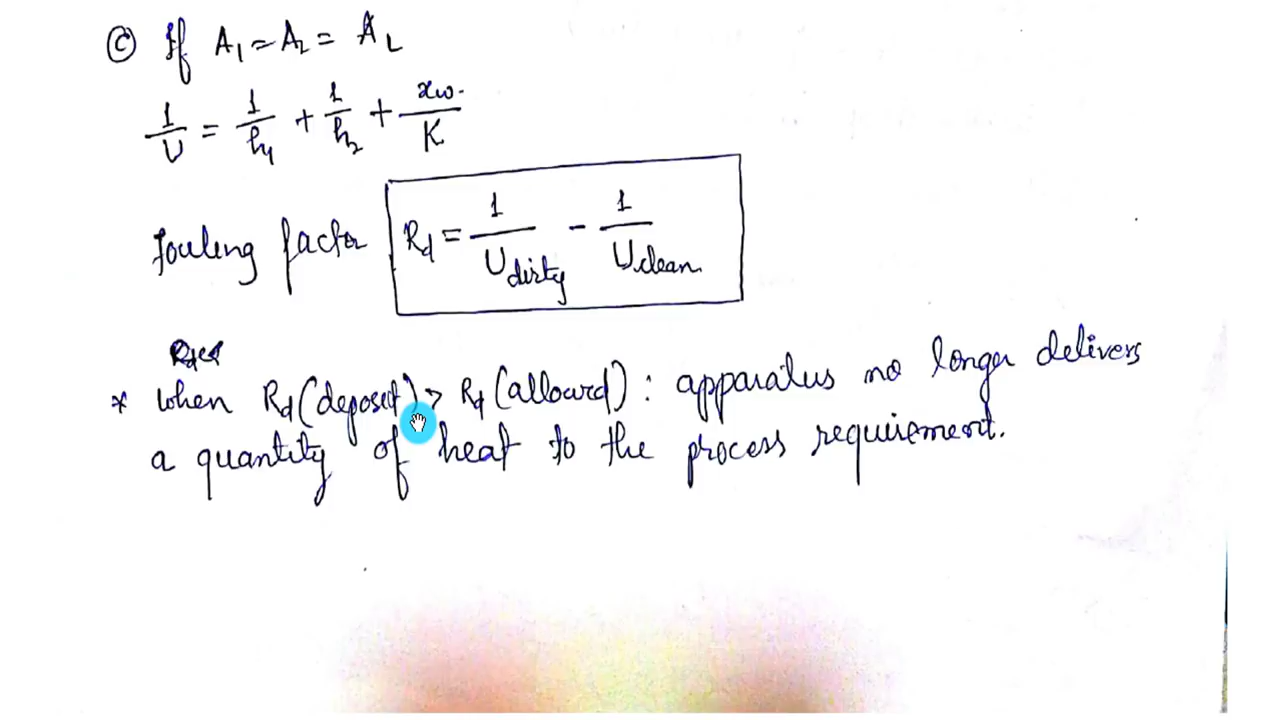 Ⓒ If A₁ = A₂ = A_L
1/U = 1/h₁ + 1/h₂ + xw/K
Fouling factor R_d = 1/U_dirty - 1/U_clean
* when R_d (deposit) > R_d (allowed) : apparatus no longer delivers
a quantity of heat to the process requirement.